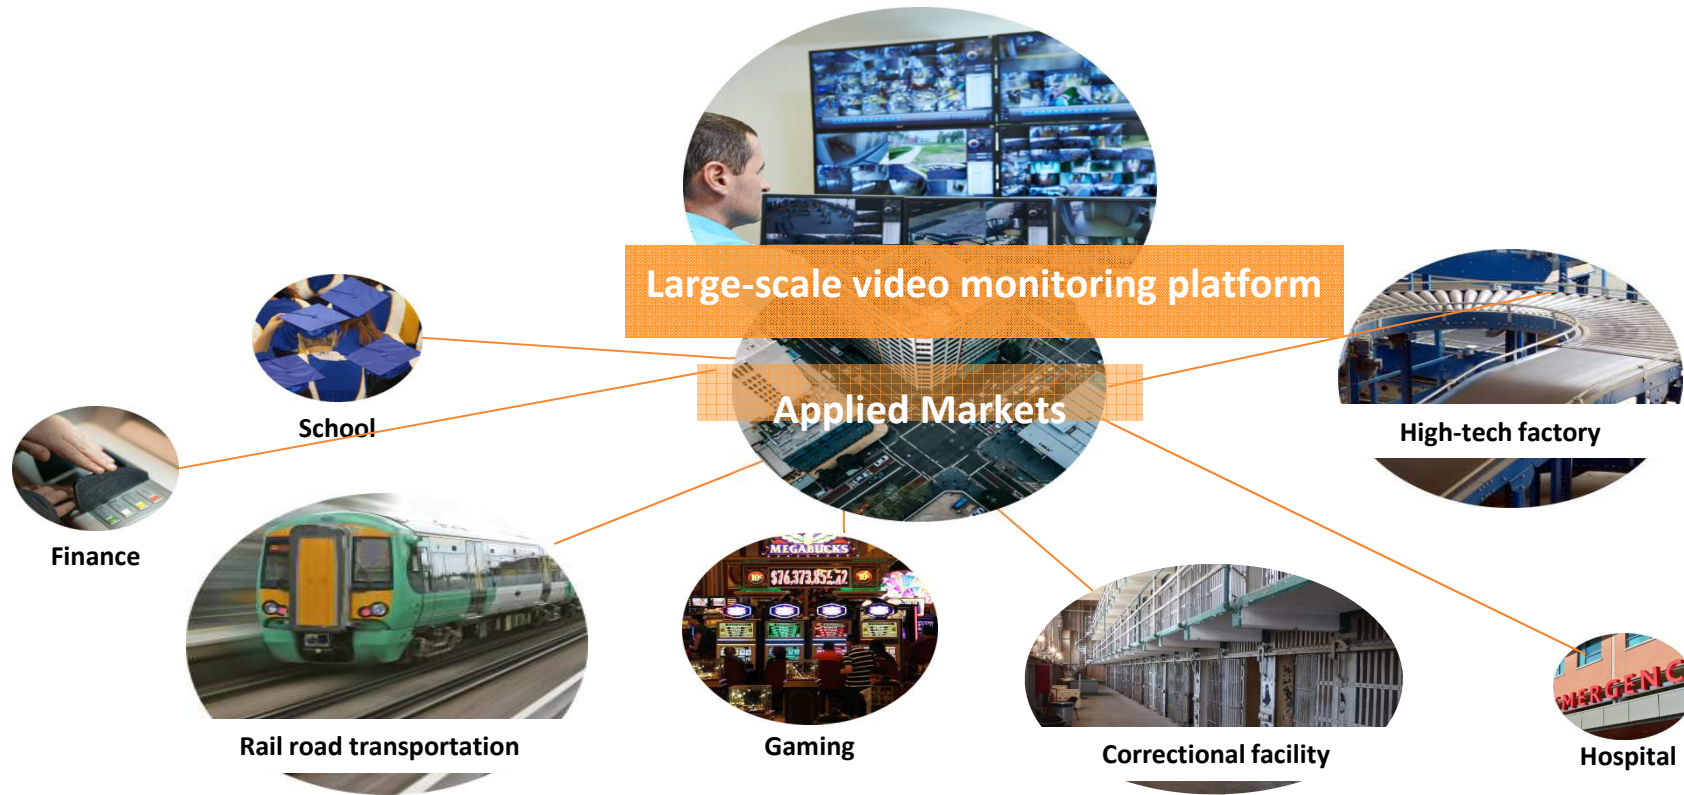 Large-scale video monitoring platform
Applied Markets
School
High-tech factory
Finance
MEGABUCKS
Rail road transportation
Gaming
Correctional facility
EMERGENC
Hospital